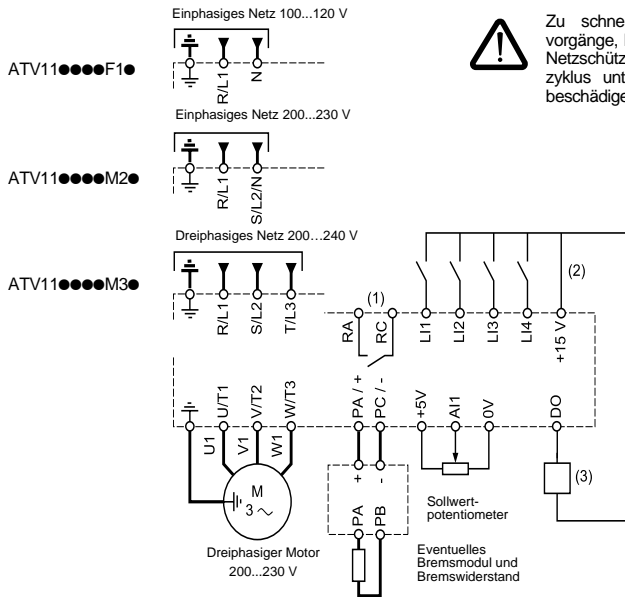 Einphasiges Netz 100...120 V
ATV11●●●●F1●
R/L1
N
Zu schne
vorgänge,
Netzschütz
zyklus unt
beschädige
Einphasiges Netz 200...230 V
ATV11●●●●M2●
R/L1
S/L2/N
Dreiphasiges Netz 200...240 V
ATV11●●●●M3●
R/L1
S/L2
T/L3
(1)
(2)
RA
RC
LI1
LI2
LI3
LI4
+15 V
U/T1
V/T2
W/T3
PA / +
PC / -
+5V
AI1
0V
DO
U1
V1
W1
+
-
(3)
M
3 ~
PA
PB
Sollwert-
potentiometer
Dreiphasiger Motor
200...230 V
Eventuelles
Bremsmodul und
Bremswiderstand